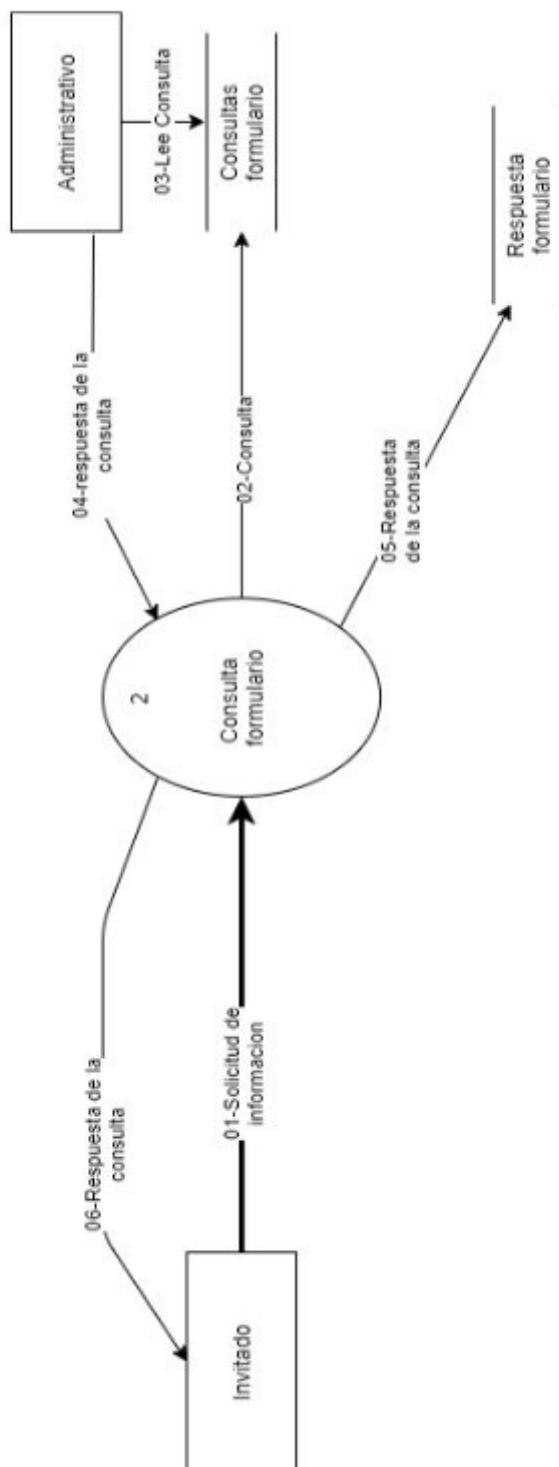 Invitado
06-Respuesta de la
consulta
01-Solicitud de
informacion
2
Consulta
formulario
04-respuesta de la
consulta
02-Consulta
05-Respuesta
de la consulta
Administrativo
03-Lee Consulta
Consultas
formulario
Respuesta
formulario